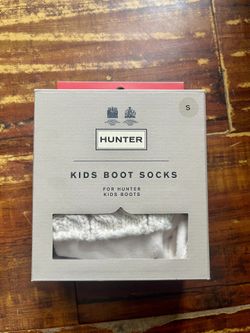 S
HUNTER
KIDS BOOT SOCKS
FOR HUNTER
KIDS BOOTS